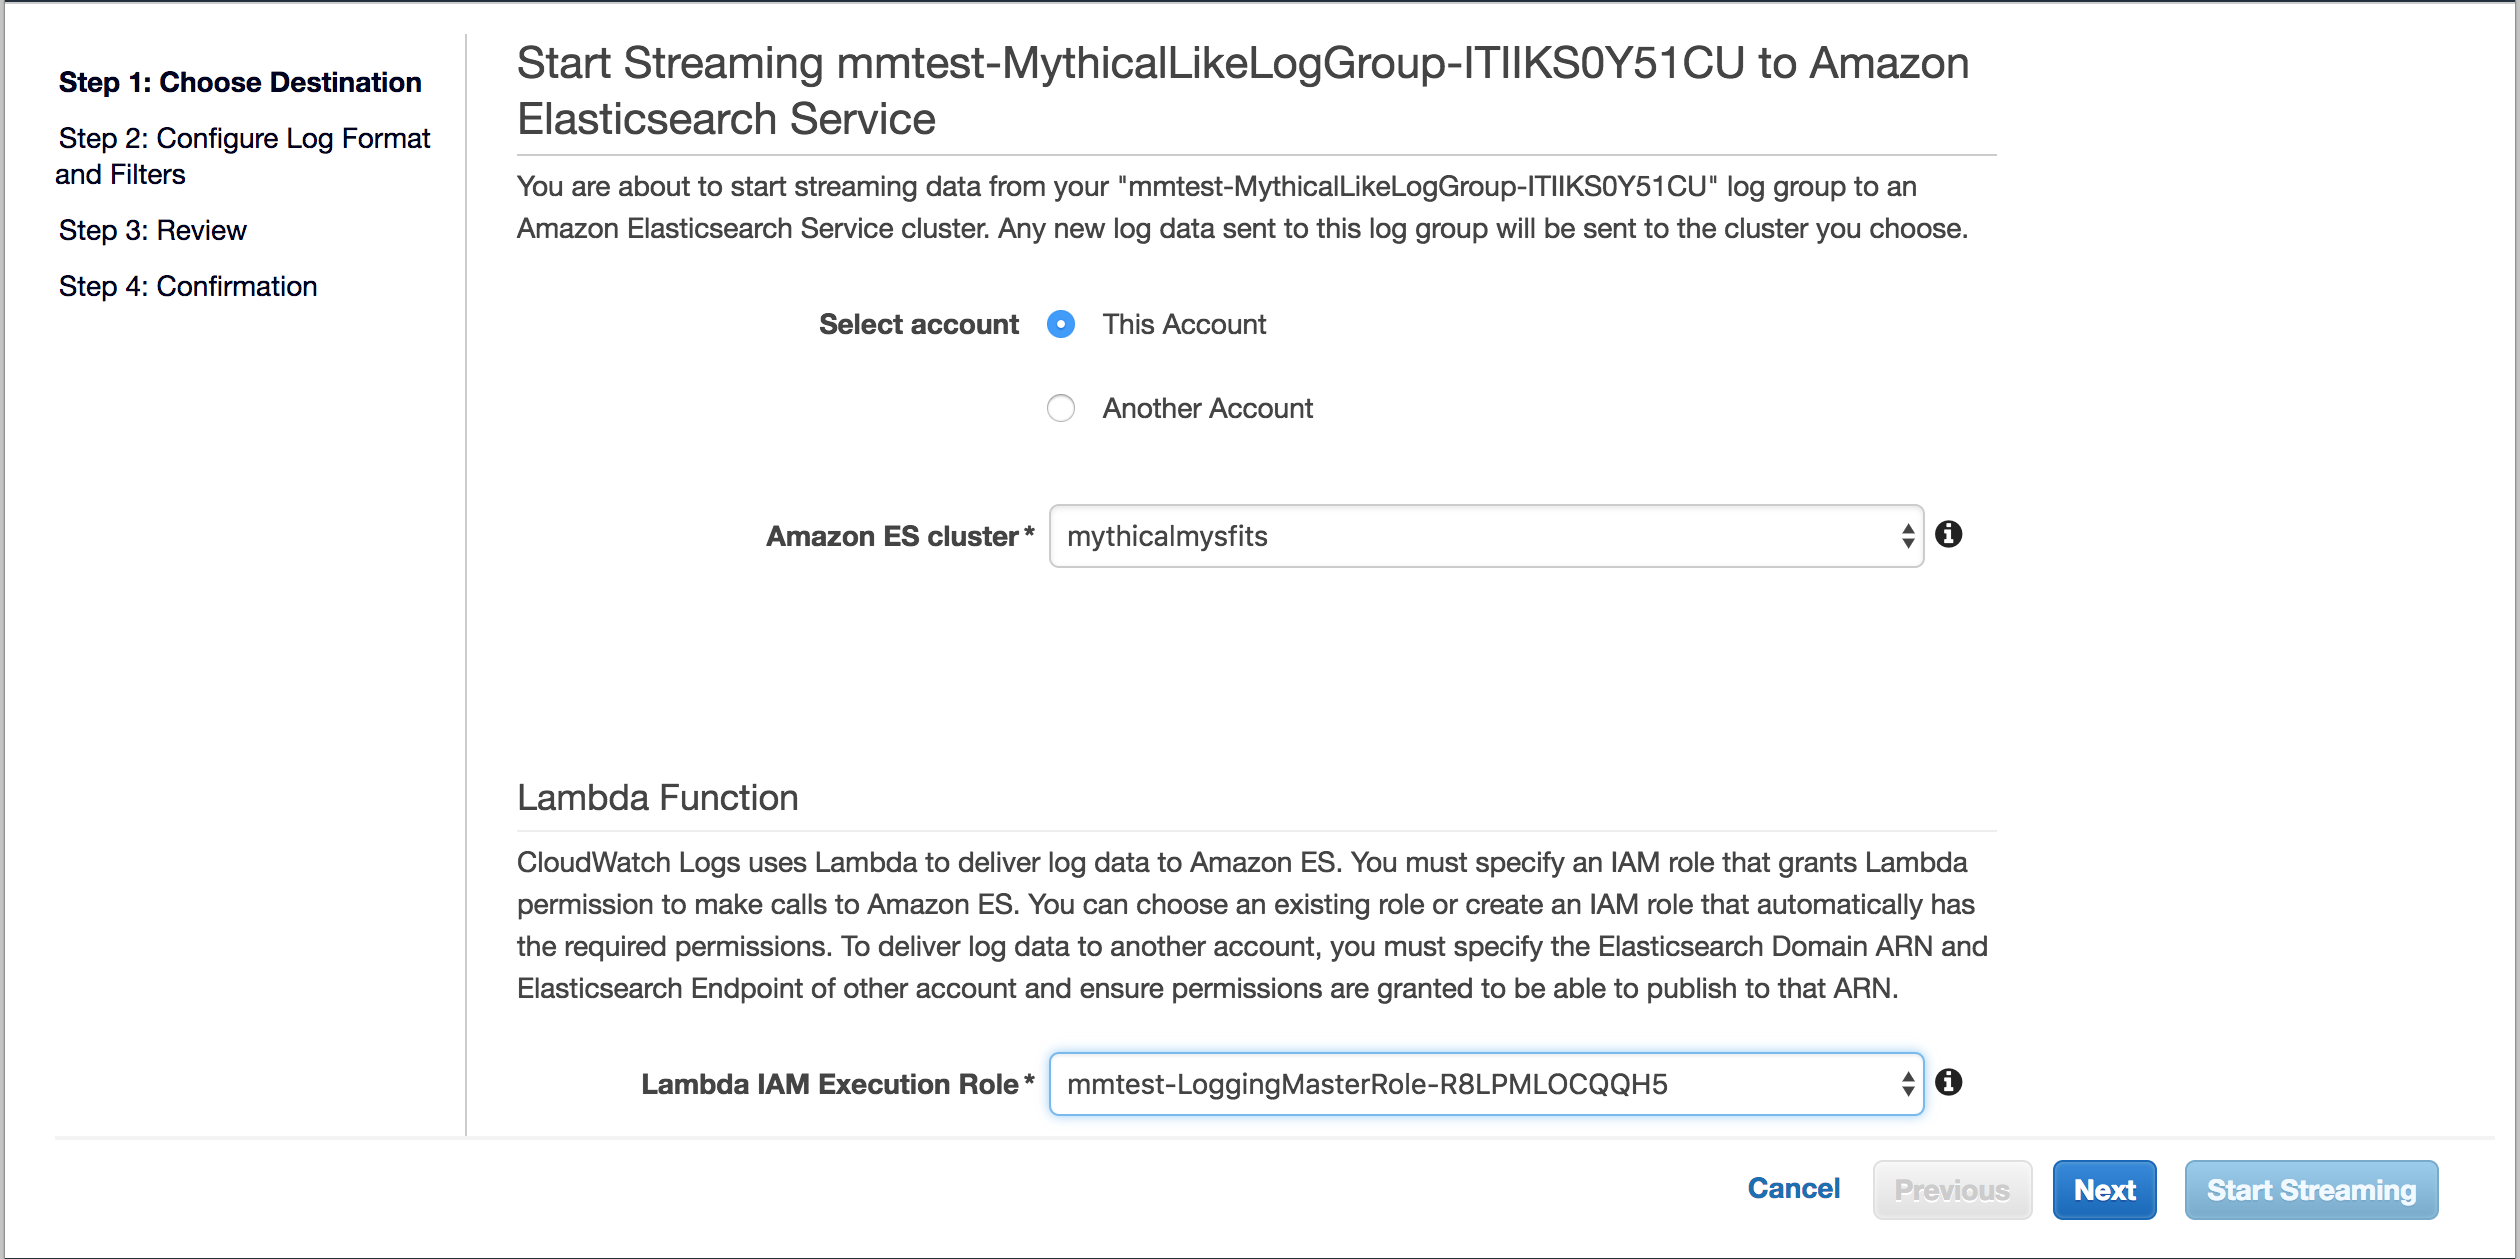 Step 1: Choose Destination
Step 2: Configure Log Format
and Filters
Step 3: Review
Step 4: Confirmation
Start Streaming mmtest-MythicalLikeLogGroup-ITIIKS0Y51CU to Amazon
Elasticsearch Service
You are about to start streaming data from your "mmtest-MythicalLikeLogGroup-ITIIKS0Y51CU" log group to an
Amazon Elasticsearch Service cluster. Any new log data sent to this log group will be sent to the cluster you choose.
Select account This Account
Another Account
Amazon ES cluster* mythicalmysfits
Lambda Function
CloudWatch Logs uses Lambda to deliver log data to Amazon ES. You must specify an IAM role that grants Lambda
permission to make calls to Amazon ES. You can choose an existing role or create an IAM role that automatically has
the required permissions. To deliver log data to another account, you must specify the Elasticsearch Domain ARN and
Elasticsearch Endpoint of other account and ensure permissions are granted to be able to publish to that ARN.
Lambda IAM Execution Role* mmtest-LoggingMasterRole-R8LPMLOCQQH5
Cancel Previous Next Start Streaming